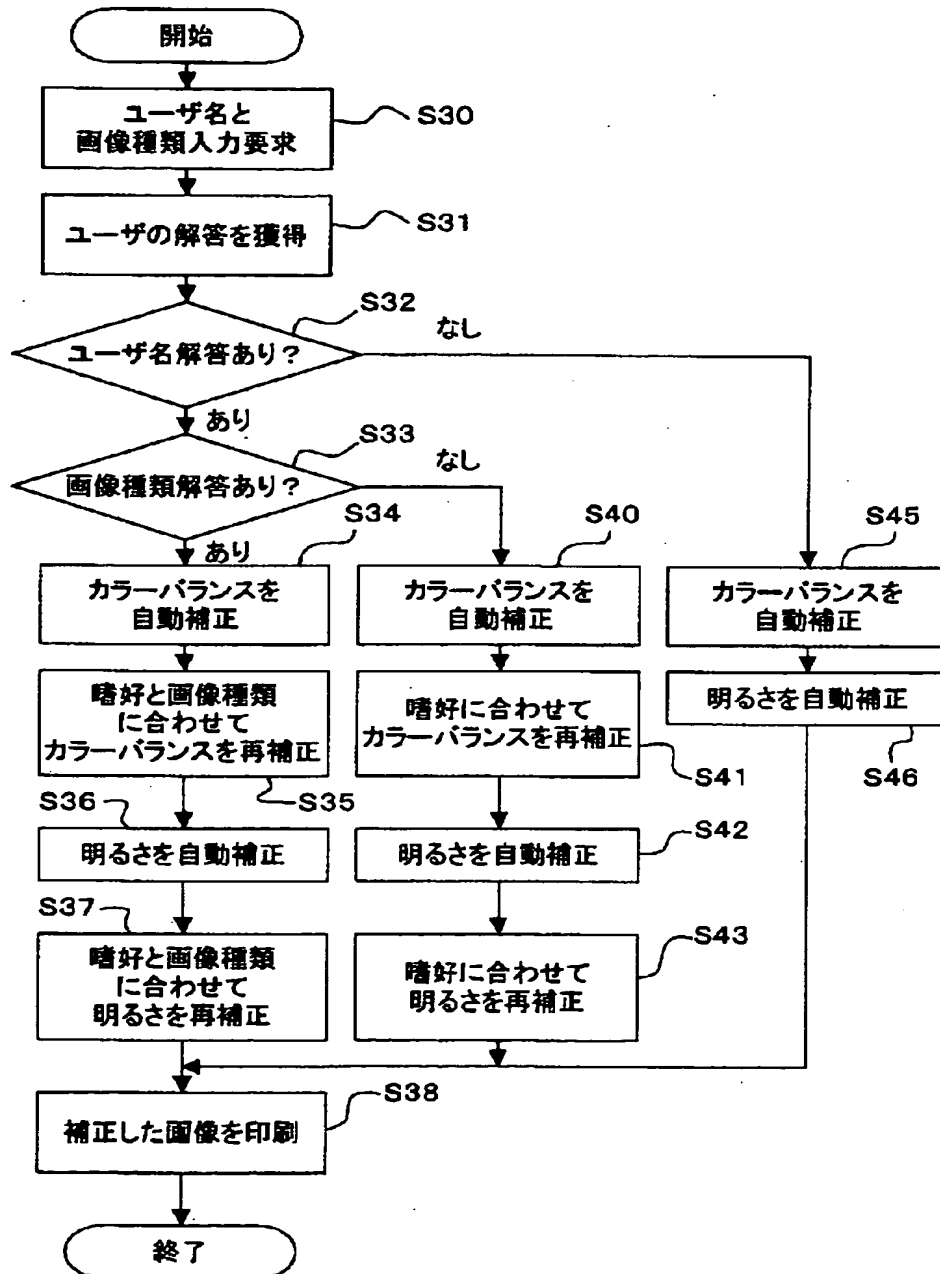 開始
ユーザ名と
画像種類入力要求
S30
ユーザの解答を獲得
S31
S32
なし
ユーザ名解答あり?
あり
S33
なし
画像種類解答あり?
S34
S40
S45
あり
カラーバランスを
自動補正
カラーバランスを
自動補正
カラーバランスを
自動補正
嗜好と画像種類
に合わせて
カラーバランスを再補正
嗜好に合わせて
カラーバランスを再補正
明るさを自動補正
S46
S41
S36
S35
S42
明るさを自動補正
明るさを自動補正
S37
S43
嗜好と画像種類
に合わせて
明るさを再補正
嗜好に合わせて
明るさを再補正
S38
補正した画像を印刷
終了